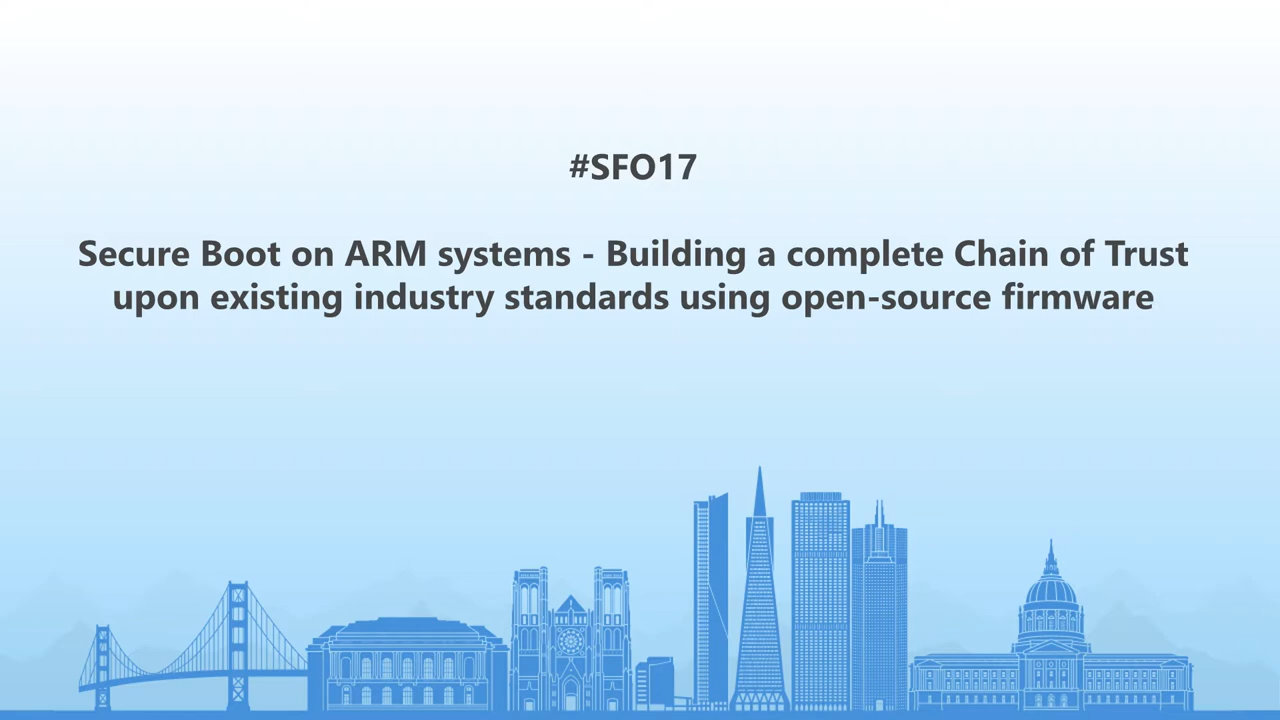 #SFO17
Secure Boot on ARM systems - Building a complete Chain of Trust
upon existing industry standards using open-source firmware